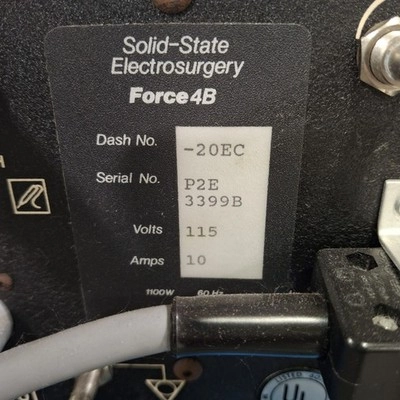 Solid-State
Electrosurgery
Force 4B
Dash No. -20EC
Serial No. P2E
3399B
Volts 115
Amps 10
1100W 60 Hz
LISTED